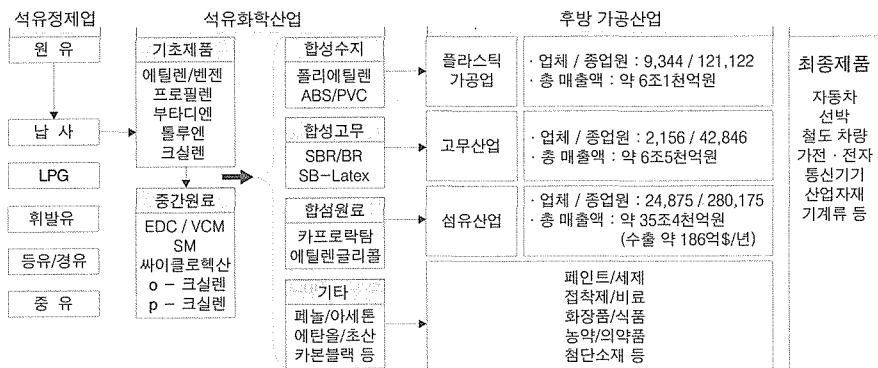 석유정제업
원 유
납 사
LPG
휘발유
등유/경유
중 유
석유화학산업
기초제품
에틸렌/벤젠
프로필렌
부타디엔
톨루엔
크실렌
중간원료
EDC / VCM
SM
싸이클로헥산
o - 크실렌
p - 크실렌
합성수지
폴리에틸렌
ABS/PVC
합성고무
SBR/BR
SB-Latex
합섬원료
카프로락탐
에틸렌글리콜
기타
페놀/아세톤
에탄올/초산
카본블랙 등
후방 가공산업
플라스틱
가공업
· 업체 / 종업원 : 9,344 / 121,122
· 총 매출액 : 약 6조1천억원
고무산업
· 업체 / 종업원 : 2,156 / 42,846
· 총 매출액 : 약 6조5천억원
섬유산업
· 업체 / 종업원 : 24,875 / 280,175
· 총 매출액 : 약 35조4천억원
(수출 약 186억$/년)
페인트/세제
접착제/비료
화장품/식품
농약/의약품
첨단소재 등
최종제품
자동차
선박
철도 차량
가전 · 전자
통신기기
산업자재
기계류 등